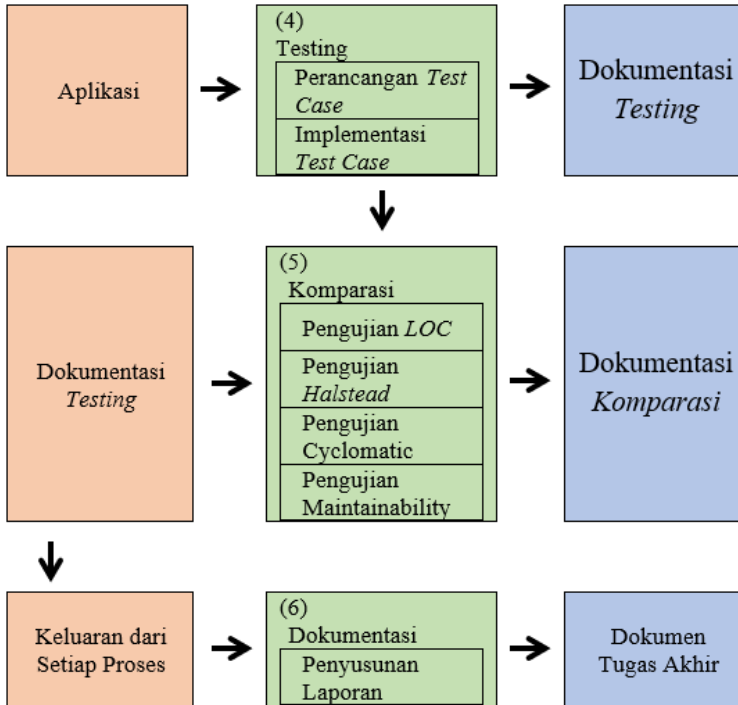 Aplikasi
(4)
Testing
Perancangan Test
Case
Implementasi
Test Case
Dokumentasi
Testing
Dokumentasi
Testing
(5)
Komparasi
Pengujian LOC
Pengujian
Halstead
Pengujian
Cyclomatic
Pengujian
Maintainability
Dokumentasi
Komparasi
Keluaran dari
Setiap Proses
(6)
Dokumentasi
Penyusunan
Laporan
Dokumen
Tugas Akhir